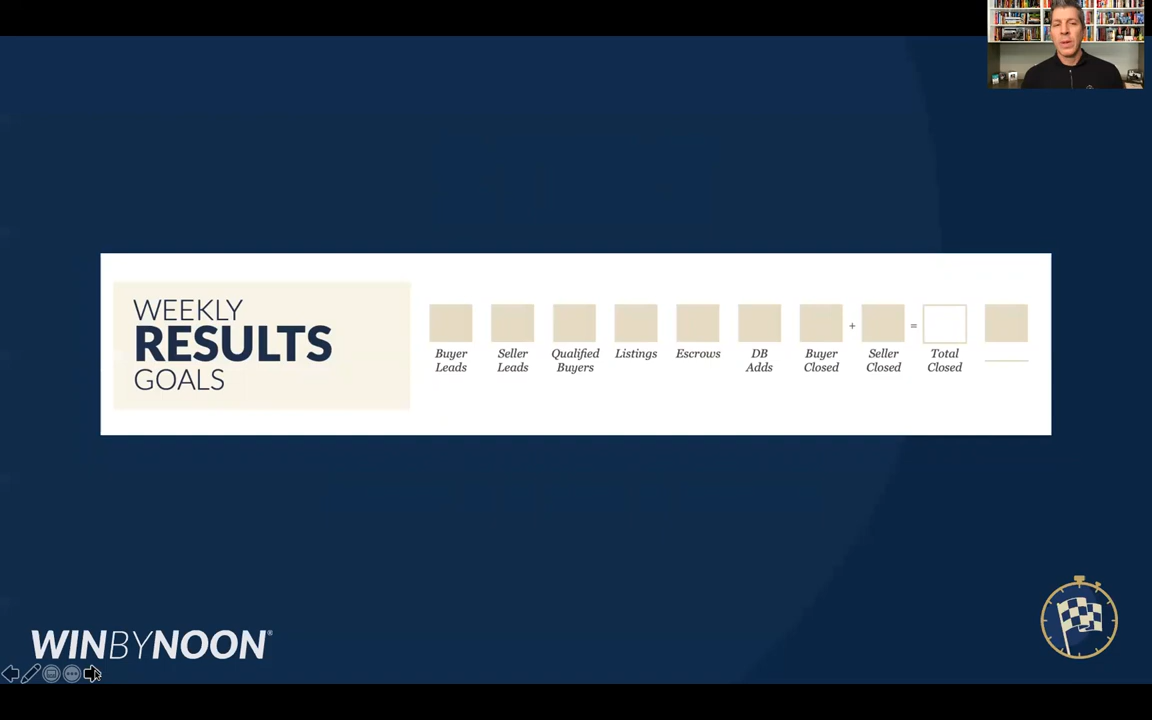 WEEKLY
RESULTS
GOALS
Buyer
Leads
Seller
Leads
Qualified
Buyers
Listings
Escrows
DB
Adds
Buyer
Closed
+
Seller
Closed
=
Total
Closed
WINBYNOON®